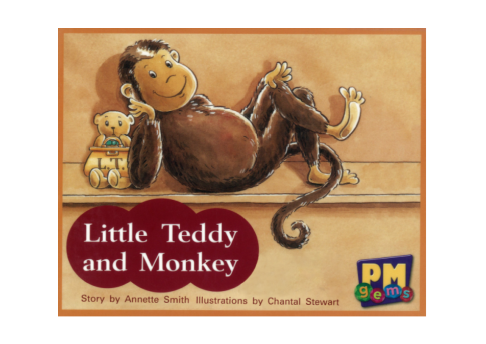 L.T.
Little Teddy
and Monkey
PM
gems
Story by Annette Smith Illustrations by Chantal Stewart